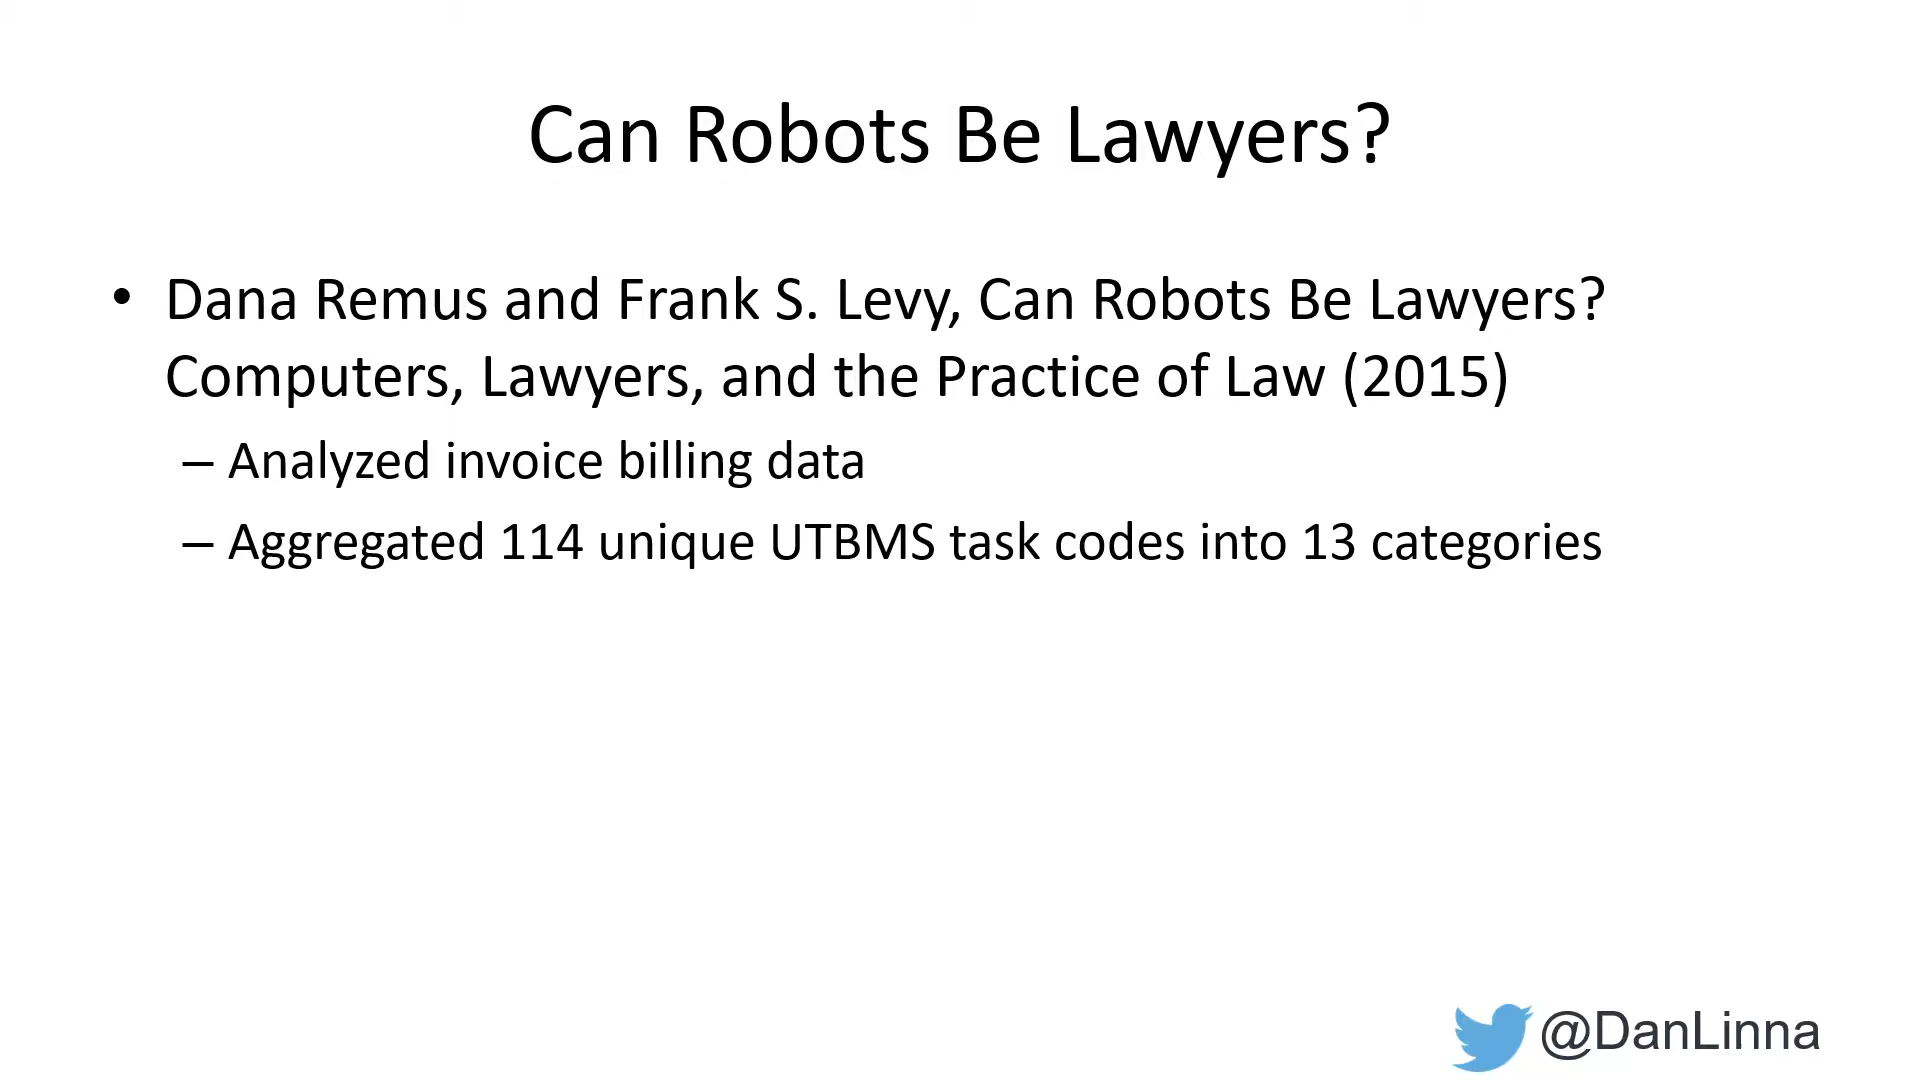 Can Robots Be Lawyers?
• Dana Remus and Frank S. Levy, Can Robots Be Lawyers?
Computers, Lawyers, and the Practice of Law (2015)
– Analyzed invoice billing data
– Aggregated 114 unique UTBMS task codes into 13 categories
@DanLinna